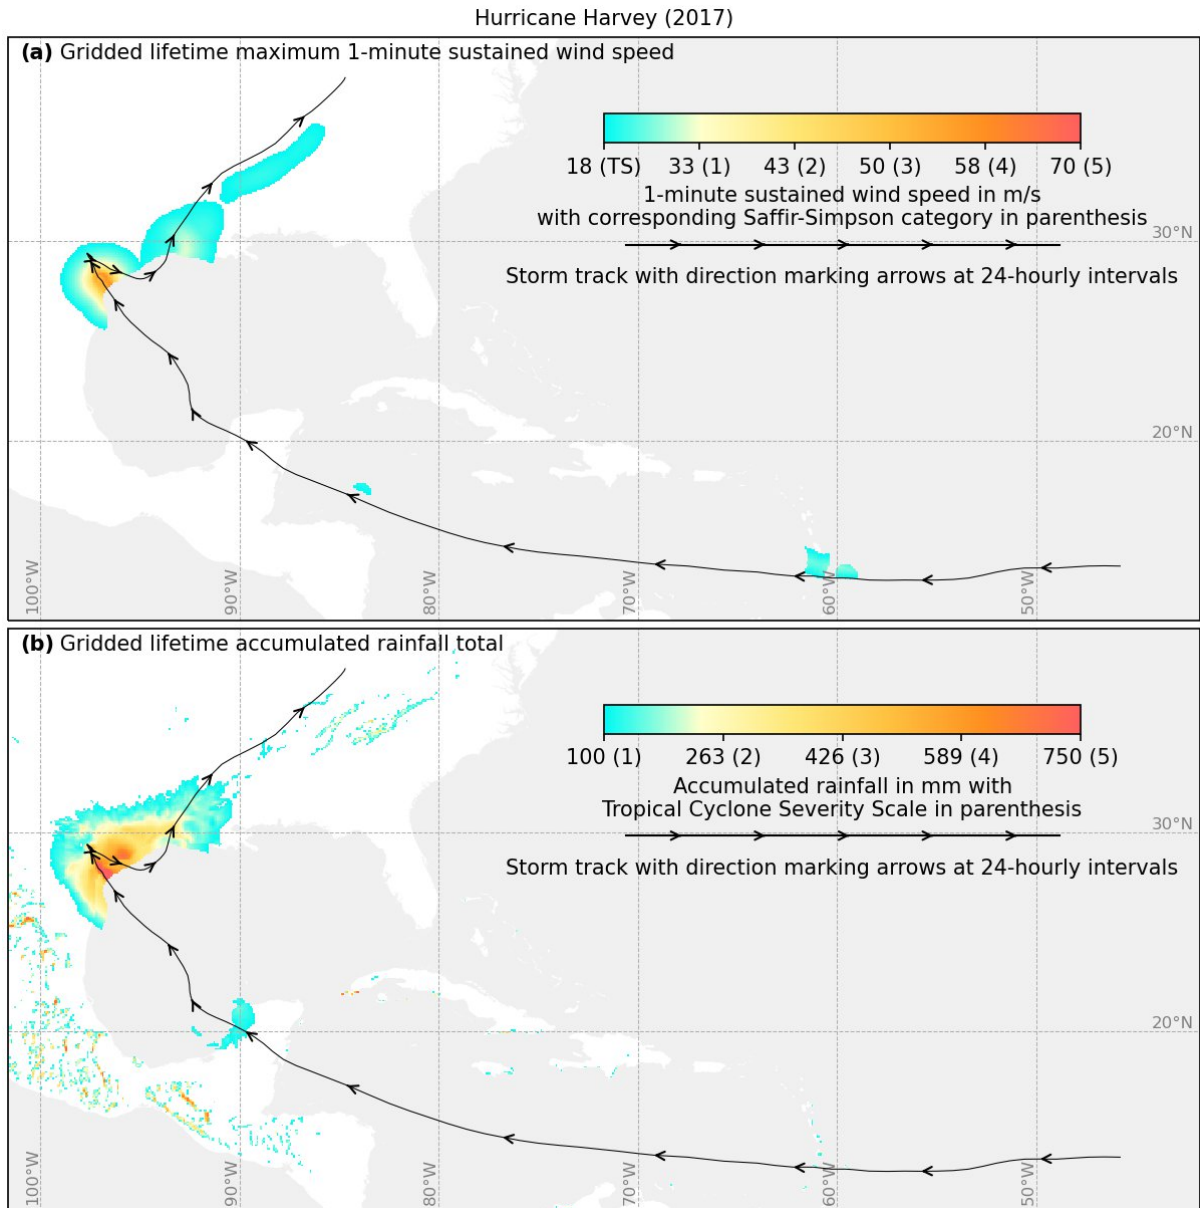 Hurricane Harvey (2017)
(a) Gridded lifetime maximum 1-minute sustained wind speed
18 (TS) 33 (1) 43 (2) 50 (3) 58 (4) 70 (5)
1-minute sustained wind speed in m/s
with corresponding Saffir-Simpson category in parenthesis
30°N
Storm track with direction marking arrows at 24-hourly intervals
20°N
100°W 90°W 80°W 70°W 60°W 50°W
(b) Gridded lifetime accumulated rainfall total
100 (1) 263 (2) 426 (3) 589 (4) 750 (5)
Accumulated rainfall in mm with
Tropical Cyclone Severity Scale in parenthesis
30°N
Storm track with direction marking arrows at 24-hourly intervals
20°N
100°W 90°W 80°W 70°W 60°W 50°W